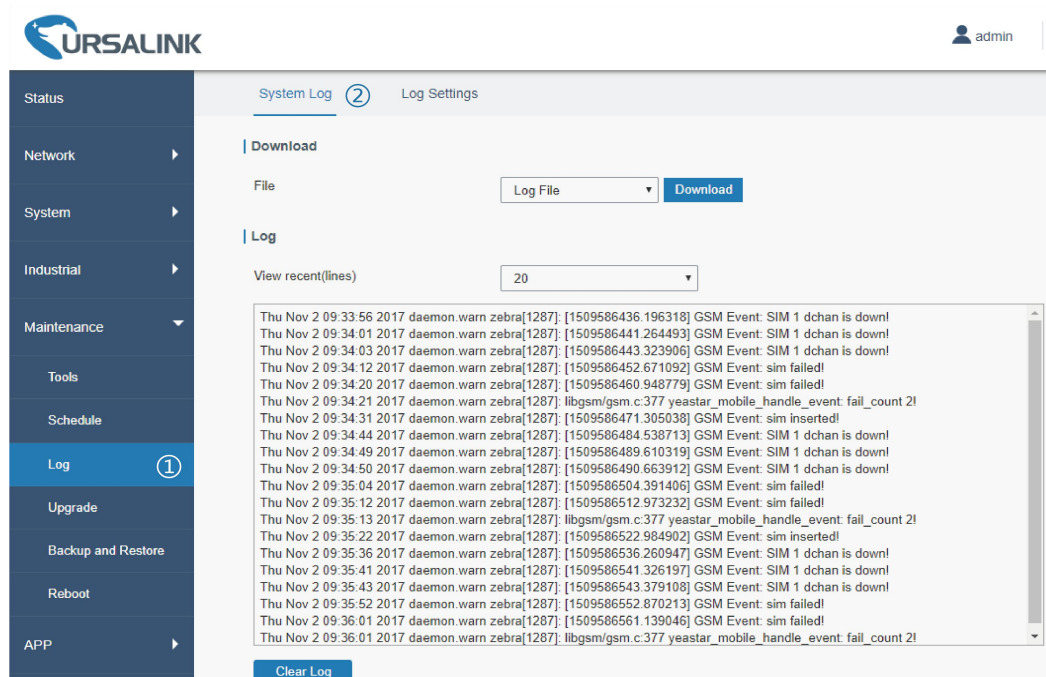 URSALINK
admin
Status
System Log ② Log Settings
Network
Download
File
Log File
Download
System
Log
Industrial
View recent(lines)
20
Maintenance
Thu Nov 2 09:33:56 2017 daemon.warn zebra[1287]: [1509586436.196318] GSM Event: SIM 1 dchan is down!
Thu Nov 2 09:34:01 2017 daemon.warn zebra[1287]: [1509586441.264493] GSM Event: SIM 1 dchan is down!
Thu Nov 2 09:34:03 2017 daemon.warn zebra[1287]: [1509586443.323906] GSM Event: SIM 1 dchan is down!
Thu Nov 2 09:34:12 2017 daemon.warn zebra[1287]: [1509586452.671092] GSM Event: sim failed!
Thu Nov 2 09:34:20 2017 daemon.warn zebra[1287]: [1509586460.948779] GSM Event: sim failed!
Thu Nov 2 09:34:21 2017 daemon.warn zebra[1287]: libgsm/gsm.c:377 yeastar_mobile_handle_event: fail_count 2!
Thu Nov 2 09:34:31 2017 daemon.warn zebra[1287]: [1509586471.305038] GSM Event: sim inserted!
Thu Nov 2 09:34:44 2017 daemon.warn zebra[1287]: [1509586484.538713] GSM Event: SIM 1 dchan is down!
Thu Nov 2 09:34:49 2017 daemon.warn zebra[1287]: [1509586489.610319] GSM Event: SIM 1 dchan is down!
Thu Nov 2 09:34:50 2017 daemon.warn zebra[1287]: [1509586490.663912] GSM Event: SIM 1 dchan is down!
Thu Nov 2 09:35:04 2017 daemon.warn zebra[1287]: [1509586504.391406] GSM Event: sim failed!
Thu Nov 2 09:35:12 2017 daemon.warn zebra[1287]: [1509586512.973232] GSM Event: sim failed!
Thu Nov 2 09:35:13 2017 daemon.warn zebra[1287]: libgsm/gsm.c:377 yeastar_mobile_handle_event: fail_count 2!
Thu Nov 2 09:35:22 2017 daemon.warn zebra[1287]: [1509586522.984902] GSM Event: sim inserted!
Thu Nov 2 09:35:36 2017 daemon.warn zebra[1287]: [1509586536.260947] GSM Event: SIM 1 dchan is down!
Thu Nov 2 09:35:41 2017 daemon.warn zebra[1287]: [1509586541.326197] GSM Event: SIM 1 dchan is down!
Thu Nov 2 09:35:43 2017 daemon.warn zebra[1287]: [1509586543.379108] GSM Event: SIM 1 dchan is down!
Thu Nov 2 09:35:52 2017 daemon.warn zebra[1287]: [1509586552.870213] GSM Event: sim failed!
Thu Nov 2 09:36:01 2017 daemon.warn zebra[1287]: [1509586561.139046] GSM Event: sim failed!
Thu Nov 2 09:36:01 2017 daemon.warn zebra[1287]: libgsm/gsm.c:377 yeastar_mobile_handle_event: fail_count 2!
Tools
Schedule
Log ①
Upgrade
Backup and Restore
Reboot
APP
Clear Log